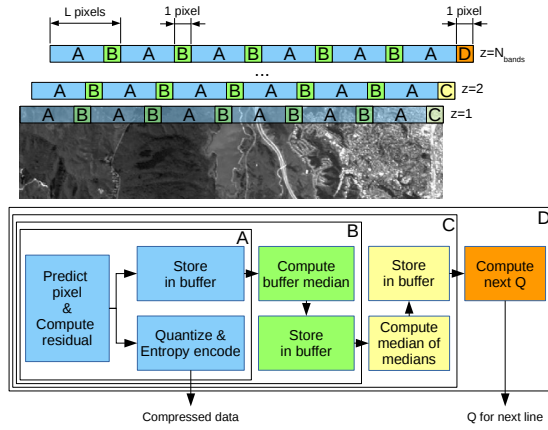 L pixels 1 pixel 1 pixel
A B A B A B A B A B A D z=Nbands
...
A B A B A B A B A B A C z=2
A B A B A B A B A B A C z=1
D
C
B
A
Predict
pixel
&
Compute
residual
Store
in buffer
Quantize &
Entropy encode
Compute
buffer median
Store
in buffer
Store
in buffer
Compute
median of
medians
Compute
next Q
Compressed data
Q for next line